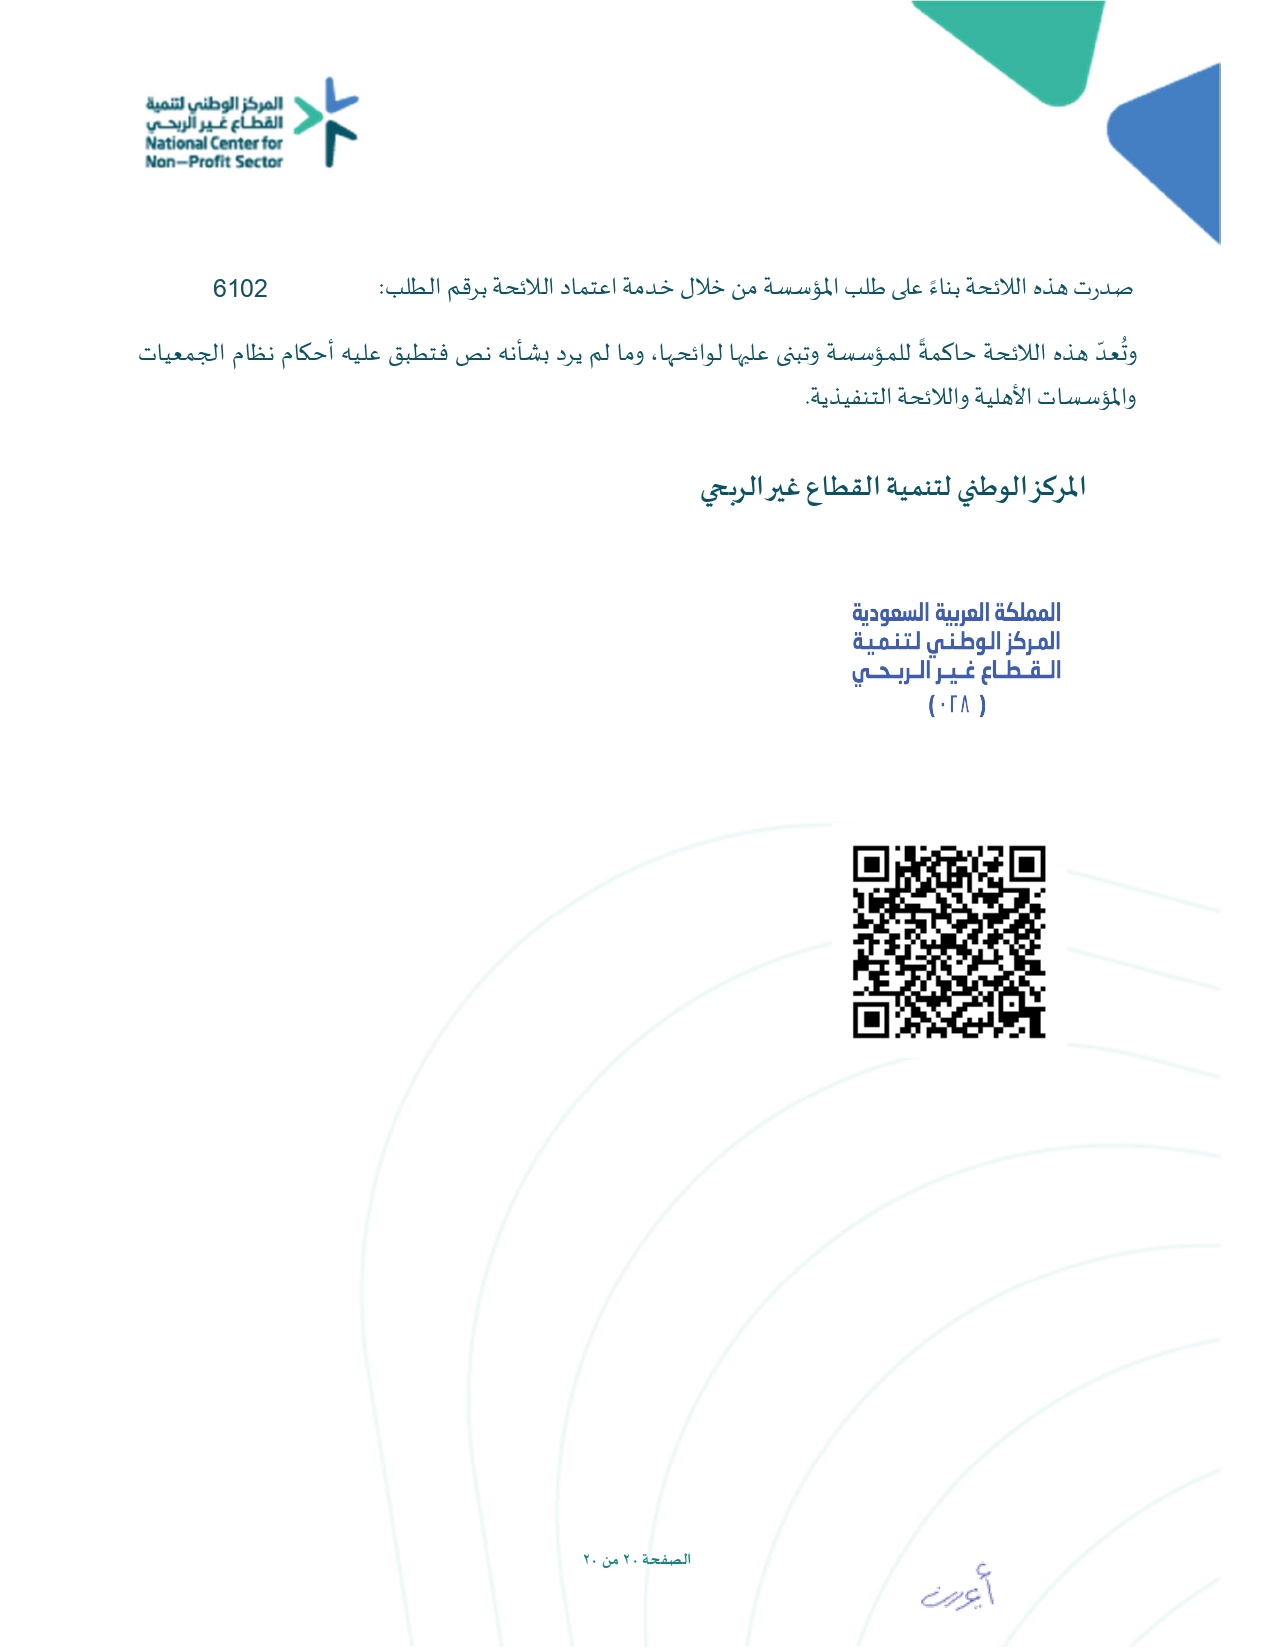 المركز الوطني لتنمية
القطاع غير الربحي
National Center for
Non–Profit Sector
صدرت هذه اللائحة بناءً على طلب المؤسسة من خلال خدمة اعتماد اللائحة برقم الطلب: 6102
وتُعدّ هذه اللائحة حاكمةً للمؤسسة وتبنى عليها لوائحها، وما لم يرد بشأنه نص فتطبق عليه أحكام نظام الجمعيات
والمؤسسات الأهلية واللائحة التنفيذية.
المركز الوطني لتنمية القطاع غير الربحي
المملكة العربية السعودية
المركز الوطني لتنمية
القطاع غير الربحي
( ٠٢٨)
الصفحة ٢٠ من ٢٠